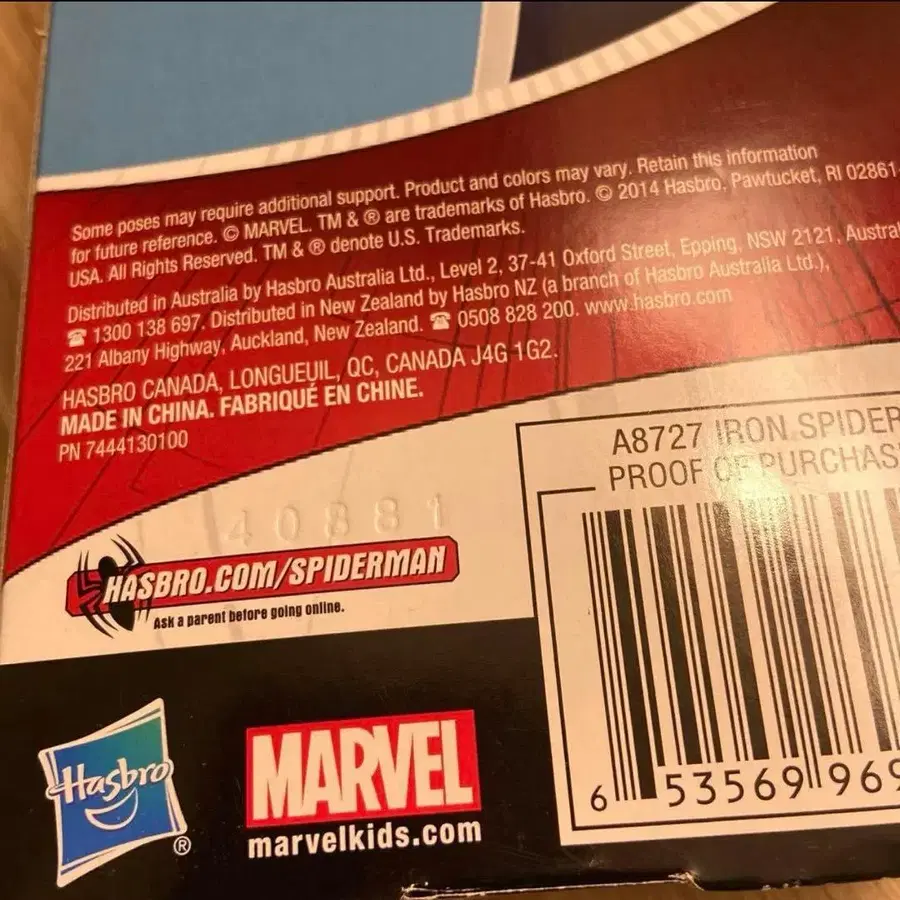 Some poses may require additional support. Product and colors may vary. Retain this information
for future reference. © MARVEL. TM & ® are trademarks of Hasbro. © 2014 Hasbro, Pawtucket, RI 02861-
USA. All Rights Reserved. TM & ® denote U.S. Trademarks.
Distributed in Australia by Hasbro Australia Ltd., Level 2, 37-41 Oxford Street, Epping, NSW 2121, Austral
☎ 1300 138 697. Distributed in New Zealand by Hasbro NZ (a branch of Hasbro Australia Ltd.),
221 Albany Highway, Auckland, New Zealand. ☎ 0508 828 200. www.hasbro.com
HASBRO CANADA, LONGUEUIL, QC, CANADA J4G 1G2.
MADE IN CHINA. FABRIQUÉ EN CHINE.
PN 7444130100
40881
HASBRO.COM/SPIDERMAN
Ask a parent before going online.
A8727 IRON SPIDER
PROOF OF PURCHAS
6 53569 969
Hasbro
®
MARVEL
marvelkids.com